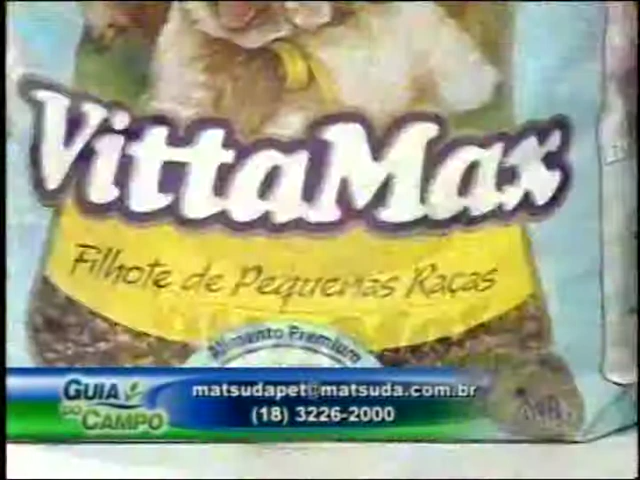 VittaMax
Filhote de Pequenas Raças
Alimento Premium
GUIA
DO CAMPO
matsudapet@matsuda.com.br
(18) 3226-2000